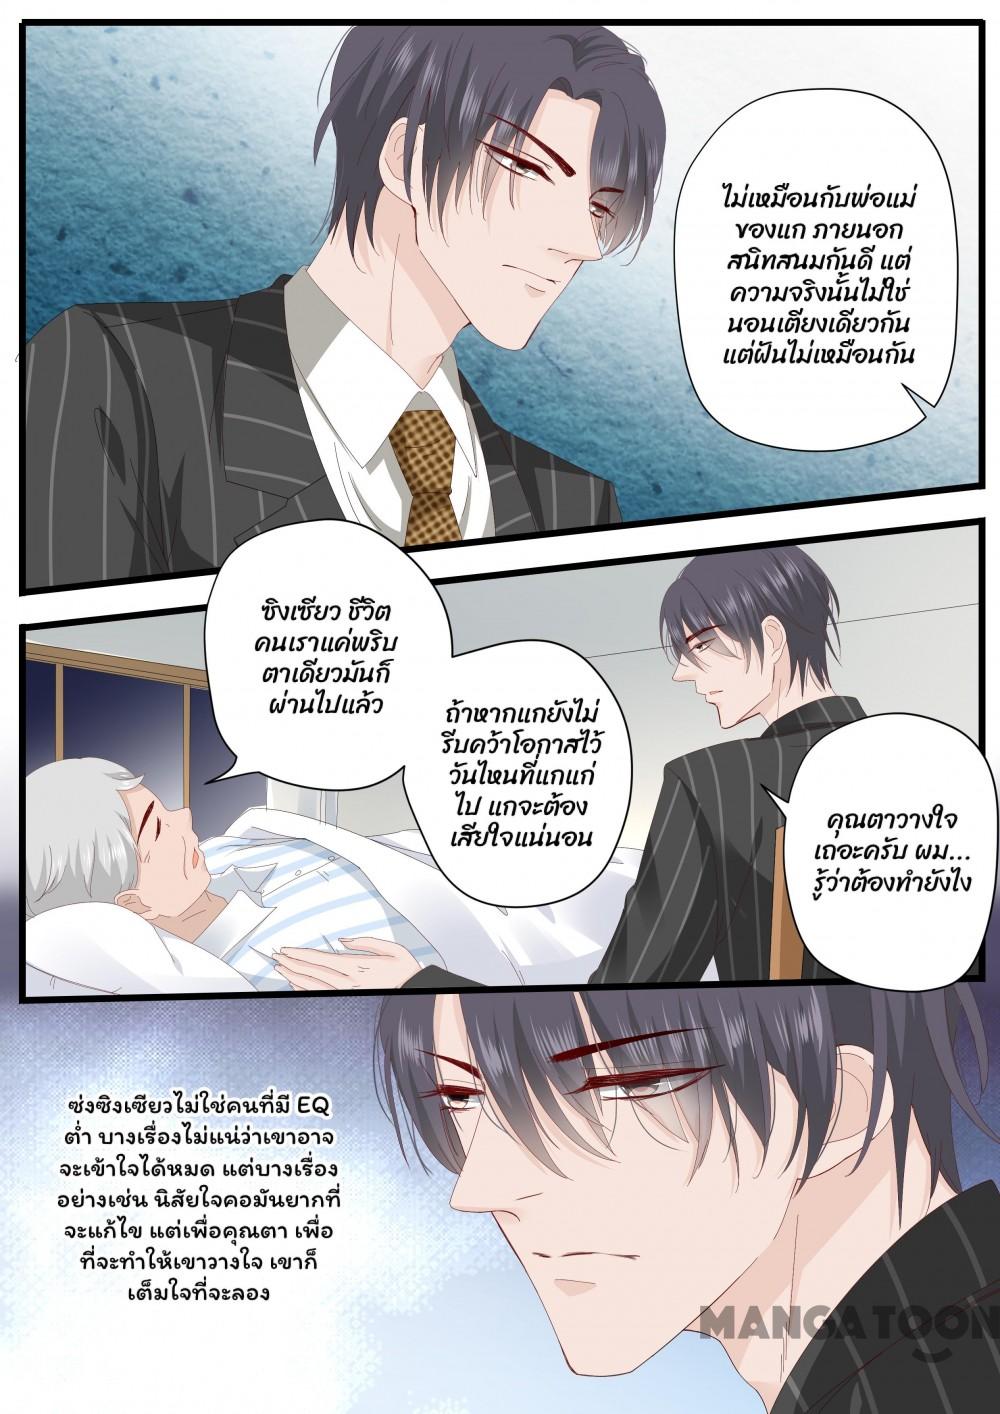 ไม่เหมือนกับพ่อแม่
ของแก ภายนอก
สนิทสนมกันดี แต่
ความจริงนั้นไม่ใช่
นอนเตียงเดียวกัน
แต่ฝันไม่เหมือนกัน
ซิงเซียว ชีวิต
คนเราแค่พริบ
ตาเดียวมันก็
ผ่านไปแล้ว
ถ้าหากแกยังไม่
รีบคว้าโอกาสไว้
วันไหนที่แกแก่
ไป แกจะต้อง
เสียใจแน่นอน
คุณตาวางใจ
เถอะครับ ผม...
รู้ว่าต้องทำยังไง
ซ่งซิงเซียวไม่ใช่คนที่มี EQ
ต่ำ บางเรื่องไม่แน่ว่าเขาอาจ
จะเข้าใจได้หมด แต่บางเรื่อง
อย่างเช่น นิสัยใจคอมันยากที่
จะแก้ไข แต่เพื่อคุณตา เพื่อ
ที่จะทำให้เขาวางใจ เขาก็
เต็มใจที่จะลอง
MANGATOON